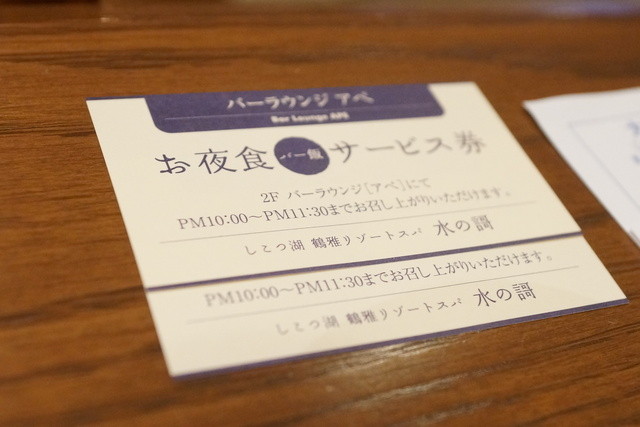 バーラウンジ アペ
Bar Lounge APE
お夜食 バー飯 サービス券
2F バーラウンジ[アペ]にて
PM10:00〜PM11:30までお召し上がりいただけます。
しこつ湖 鶴雅リゾートスパ 水の謌
PM10:00〜PM11:30までお召し上がりいただけます。
しこつ湖 鶴雅リゾートスパ 水の謌